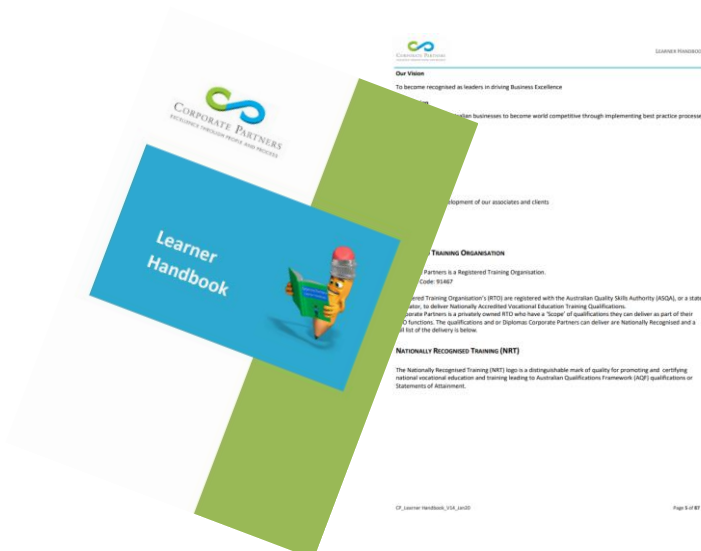 CORPORATE PARTNERS
EXCELLENCE THROUGH PEOPLE AND PROCESS
Learner
Handbook
CORPORATE PARTNERS
LEARNER HANDBOO
Our Vision
To become recognised as leaders in driving Business Excellence
businesses to become world competitive through implementing best practice processe
of our associates and clients
TRAINING ORGANISATION
Partners is a Registered Training Organisation.
Code: 91467
Training Organisation's (RTO) are registered with the Australian Quality Skills Authority (ASQA), or a state
to deliver Nationally Accredited Vocational Education Training Qualifications.
Partners is a privately owned RTO who have a 'Scope' of qualifications they can deliver as part of their
functions. The qualifications and or Diplomas Corporate Partners can deliver are Nationally Recognised and a
list of the delivery is below.
NATIONALLY RECOGNISED TRAINING (NRT)
The Nationally Recognised Training (NRT) logo is a distinguishable mark of quality for promoting and certifying
national vocational education and training leading to Australian Qualifications Framework (AQF) qualifications or
Statements of Attainment.
CP_Learner Handbook_V14_Jan20
Page 5 of 87